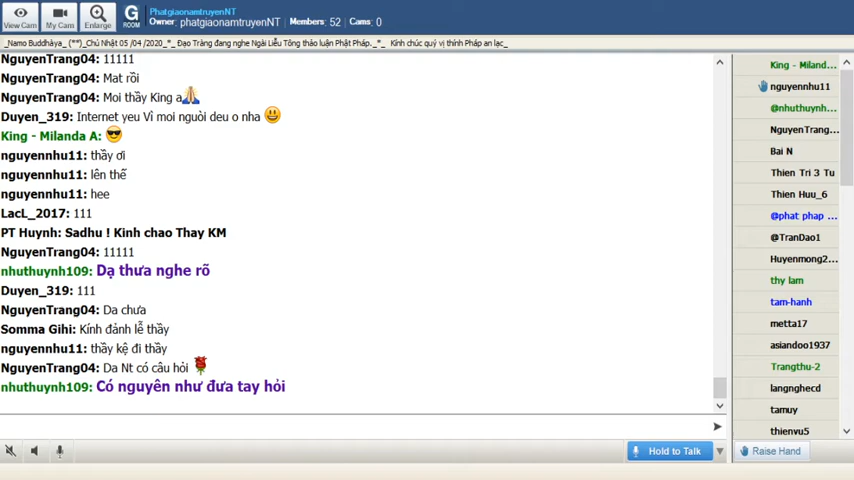 PhatgiaonamtruyenNT
Owner: phatgiaonamtruyenNT Members: 52 Cams: 0
View Cam My Cam Enlarge G ROOM
_Namo Buddhàya_ (**)_Chủ Nhật 05 /04 /2020_*_ Đạo Tràng đang nghe Ngài Liễu Tông thảo luận Phật Pháp._*_ Kính chúc quý vị thính Pháp an lạc_
NguyenTrang04: 11111
NguyenTrang04: Mat rồi
NguyenTrang04: Moi thầy King a
Duyen_319: Internet yeu Vì moi nguòi deu o nha
King - Milanda A:
nguyennhu11: thầy ơi
nguyennhu11: lên thế
nguyennhu11: hee
LacL_2017: 111
PT Huynh: Sadhu ! Kinh chao Thay KM
NguyenTrang04: 11111
nhuthuynh109: Dạ thưa nghe rõ
Duyen_319: 111
NguyenTrang04: Da chưa
Somma Gihi: Kính đảnh lễ thầy
nguyennhu11: thầy kệ đi thầy
NguyenTrang04: Da Nt có câu hỏi
nhuthuynh109: Có nguyên như đưa tay hỏi
King - Miland...
nguyennhu11
@nhuthuynh...
NguyenTrang...
Bai N
Thien Tri 3 Tu
Thien Huu_6
@phat phap ...
@TranDao1
Huyenmong2...
thy lam
tam-hanh
metta17
asiandoo1937
Trangthu-2
langnghecd
tamuy
thienvu5
Hold to Talk
Raise Hand